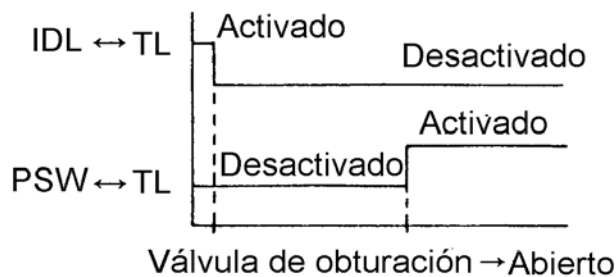 IDL ↔ TL Activado
Desactivado
Activado
PSW ↔ TL Desactivado
Válvula de obturación → Abierto